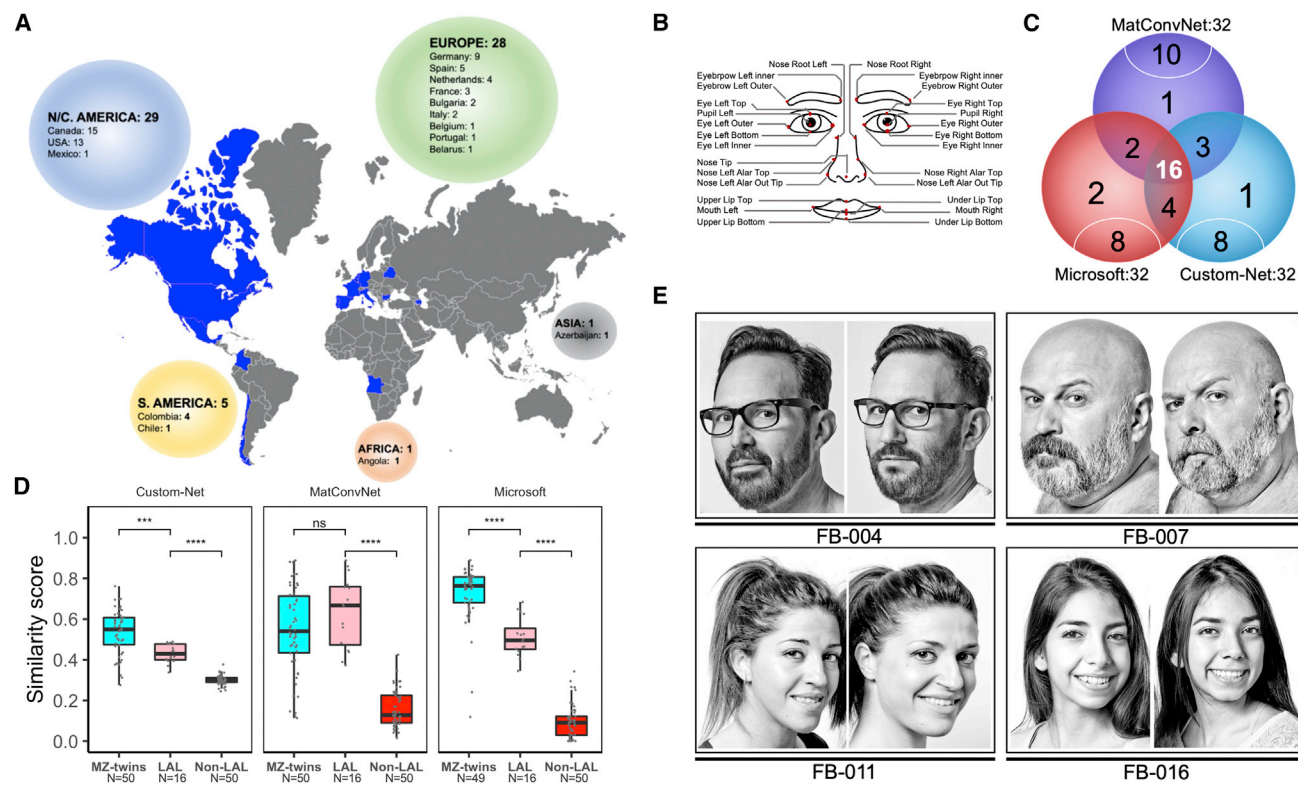 A
N/C. AMERICA: 29
Canada: 15
USA: 13
Mexico: 1
EUROPE: 28
Germany: 9
Spain: 5
Netherlands: 4
France: 3
Bulgaria: 2
Italy: 2
Belgium: 1
Portugal: 1
Belarus: 1
ASIA: 1
Azerbaijan: 1
S. AMERICA: 5
Colombia: 4
Chile: 1
AFRICA: 1
Angola: 1
B
Nose Root Left
Nose Root Right
Eyebrpow Left inner
Eyebrow Left Outer
Eye Left Top
Pupil Left
Eye Left Outer
Eye Left Bottom
Eye Left Inner
Nose Tip
Nose Left Alar Top
Nose Left Alar Out Tip
Upper Lip Top
Mouth Left
Upper Lip Bottom
Eyebrpow Right inner
Eyebrow Right Outer
Eye Right Top
Pupil Right
Eye Right Outer
Eye Right Bottom
Eye Right Inner
Nose Right Alar Top
Nose Left Alar Out Tip
Under Lip Top
Mouth Right
Under Lip Bottom
C
MatConvNet:32
10
1
2
3
16
2
4
1
8
8
Microsoft:32
Custom-Net:32
D
Custom-Net
MatConvNet
Microsoft
***
****
ns
****
****
****
Similarity score
1.0
0.8
0.6
0.4
0.2
0.0
MZ-twins
N=50
LAL
N=16
Non-LAL
N=50
MZ-twins
N=50
LAL
N=16
Non-LAL
N=50
MZ-twins
N=49
LAL
N=16
Non-LAL
N=50
E
FB-004
FB-007
FB-011
FB-016